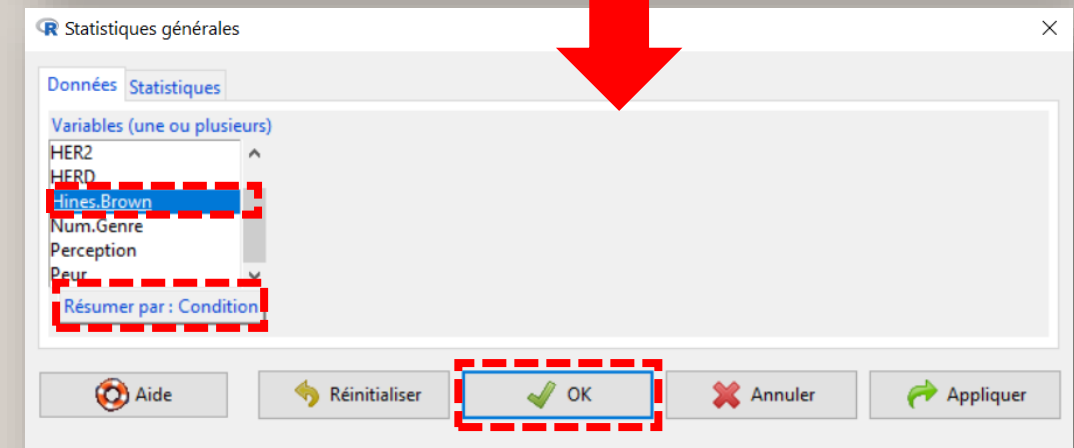 Statistiques générales
Données Statistiques
Variables (une ou plusieurs)
HER2
HERD
Hines.Brown
Num.Genre
Perception
Peur
Résumer par : Condition
Aide Réinitialiser OK Annuler Appliquer